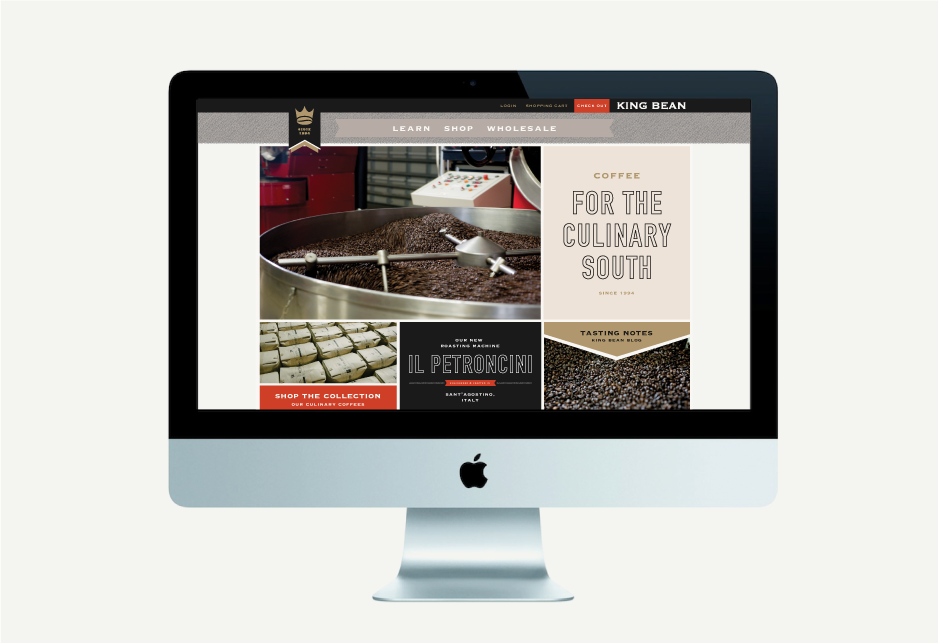 LOGIN SHOPPING CART CHECK OUT KING BEAN
SINCE
1994
LEARN SHOP WHOLESALE
COFFEE
FOR THE
CULINARY
SOUTH
SINCE 1994
SHOP THE COLLECTION
OUR CULINARY COFFEES
OUR NEW
ROASTING MACHINE
IL PETRONCINI
SANT'AGOSTINO,
ITALY
TASTING NOTES
KING BEAN BLOG